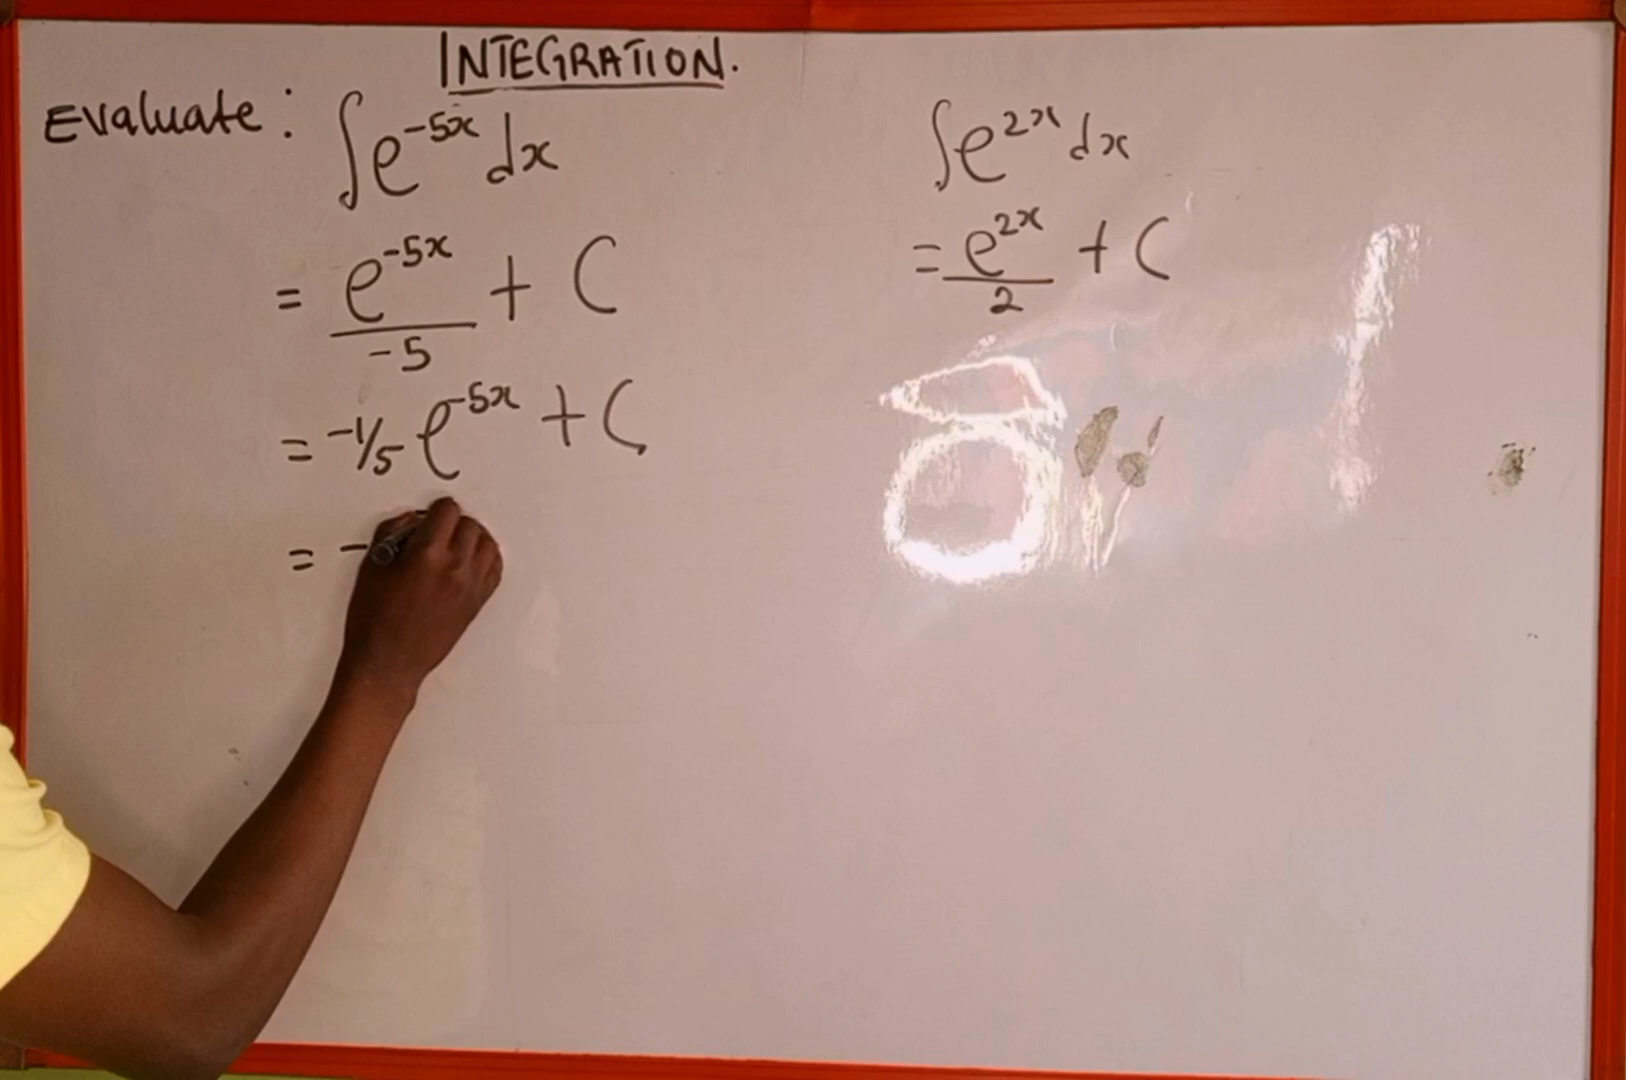 INTEGRATION.
Evaluate: ∫e^{-5x} dx
= e^{-5x}/-5 + C
= -1/5 e^{-5x} + C
= -
∫e^{2x} dx
= e^{2x}/2 + C